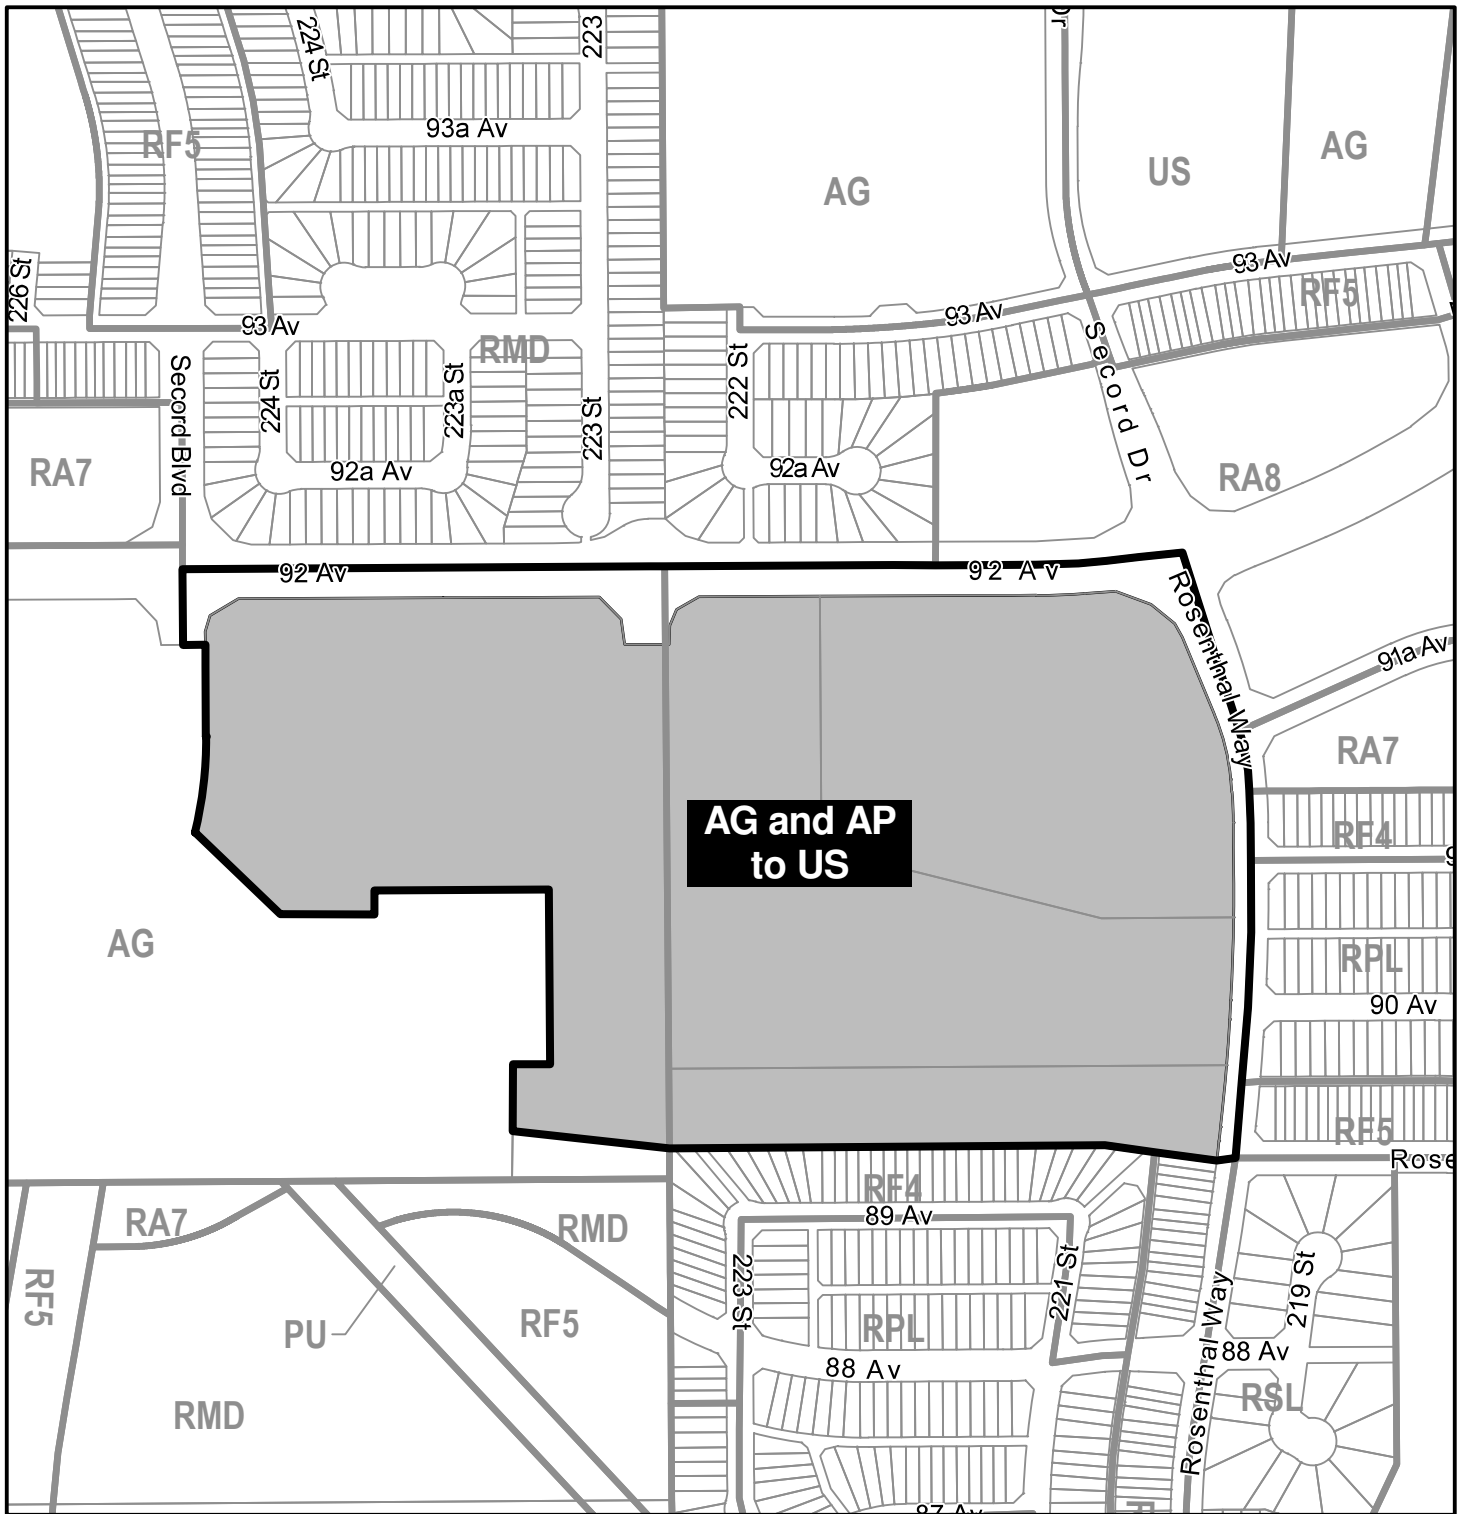 224 St
223
Dr
93a Av
RF5
AG
US
AG
226 St
93 Av
RF5
93 Av
93 Av
RMD
Secord Blvd
224 St
223a St
223 St
222 St
Secord Dr
RA7
92a Av
92a Av
RA8
92 Av
92 Av
Rosenthal Way
91a Av
RA7
AG and AP
to US
RF4
9
AG
RPL
90 Av
RF5
Rose
RF4
89 Av
RA7
RMD
RF5
223 St
221 St
219 St
PU
RF5
RPL
88 Av
88 Av
Rosenthal Way
RMD
RSL
87 Av